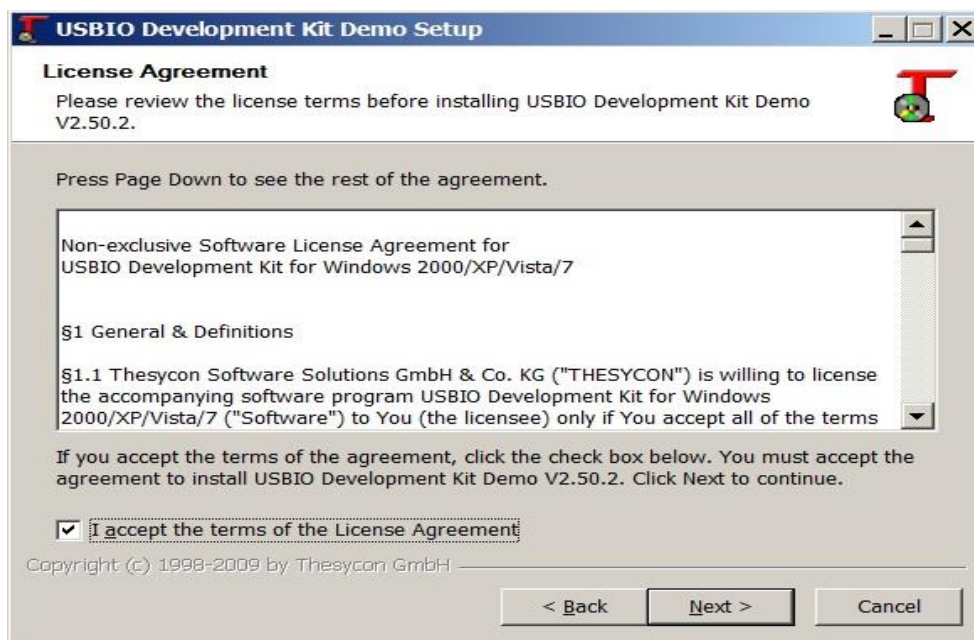 USBIO Development Kit Demo Setup
License Agreement
Please review the license terms before installing USBIO Development Kit Demo
V2.50.2.
Press Page Down to see the rest of the agreement.
Non-exclusive Software License Agreement for
USBIO Development Kit for Windows 2000/XP/Vista/7
§1 General & Definitions
§1.1 Thesycon Software Solutions GmbH & Co. KG ("THESYCON") is willing to license
the accompanying software program USBIO Development Kit for Windows
2000/XP/Vista/7 ("Software") to You (the licensee) only if You accept all of the terms
If you accept the terms of the agreement, click the check box below. You must accept the
agreement to install USBIO Development Kit Demo V2.50.2. Click Next to continue.
I accept the terms of the License Agreement
Copyright (c) 1998-2009 by Thesycon GmbH
< Back Next > Cancel